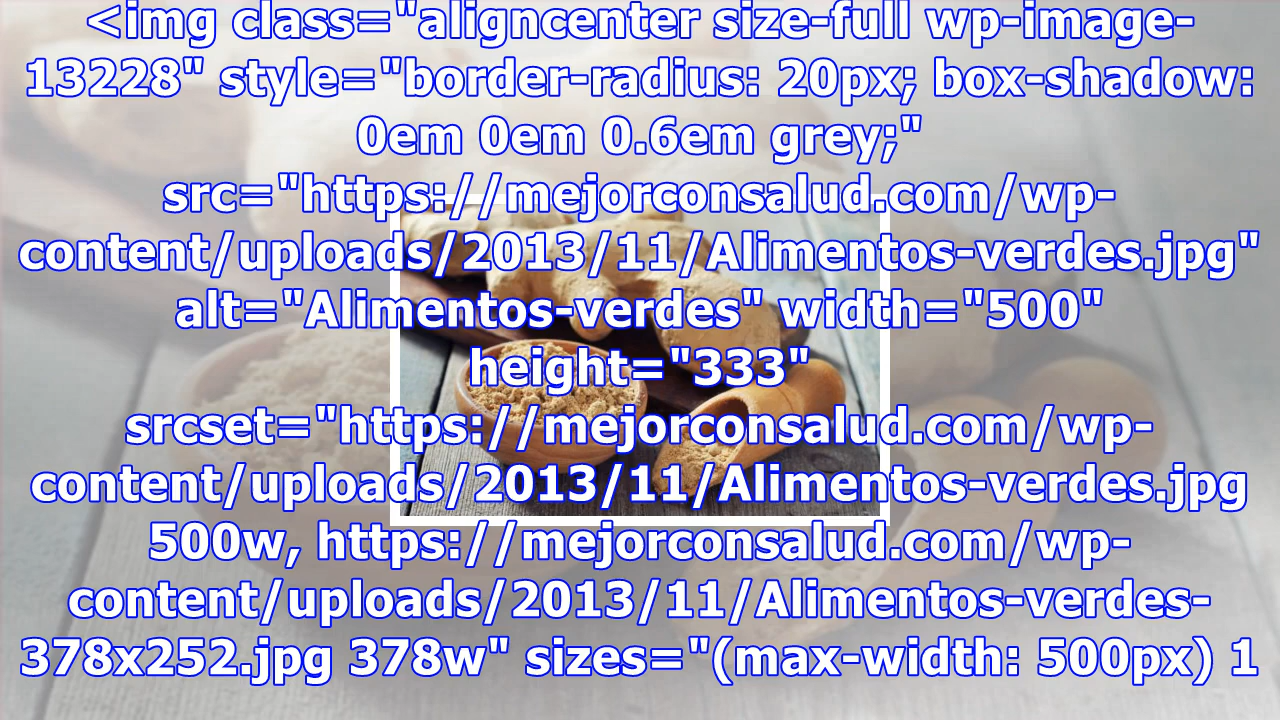 <img class="aligncenter size-full wp-image-
13228" style="border-radius: 20px; box-shadow:
0em 0em 0.6em grey;"
src="https://mejorconsalud.com/wp-
content/uploads/2013/11/Alimentos-verdes.jpg"
alt="Alimentos-verdes" width="500"
height="333"
srcset="https://mejorconsalud.com/wp-
content/uploads/2013/11/Alimentos-verdes.jpg
500w, https://mejorconsalud.com/wp-
content/uploads/2013/11/Alimentos-verdes-
378x252.jpg 378w" sizes="(max-width: 500px) 1